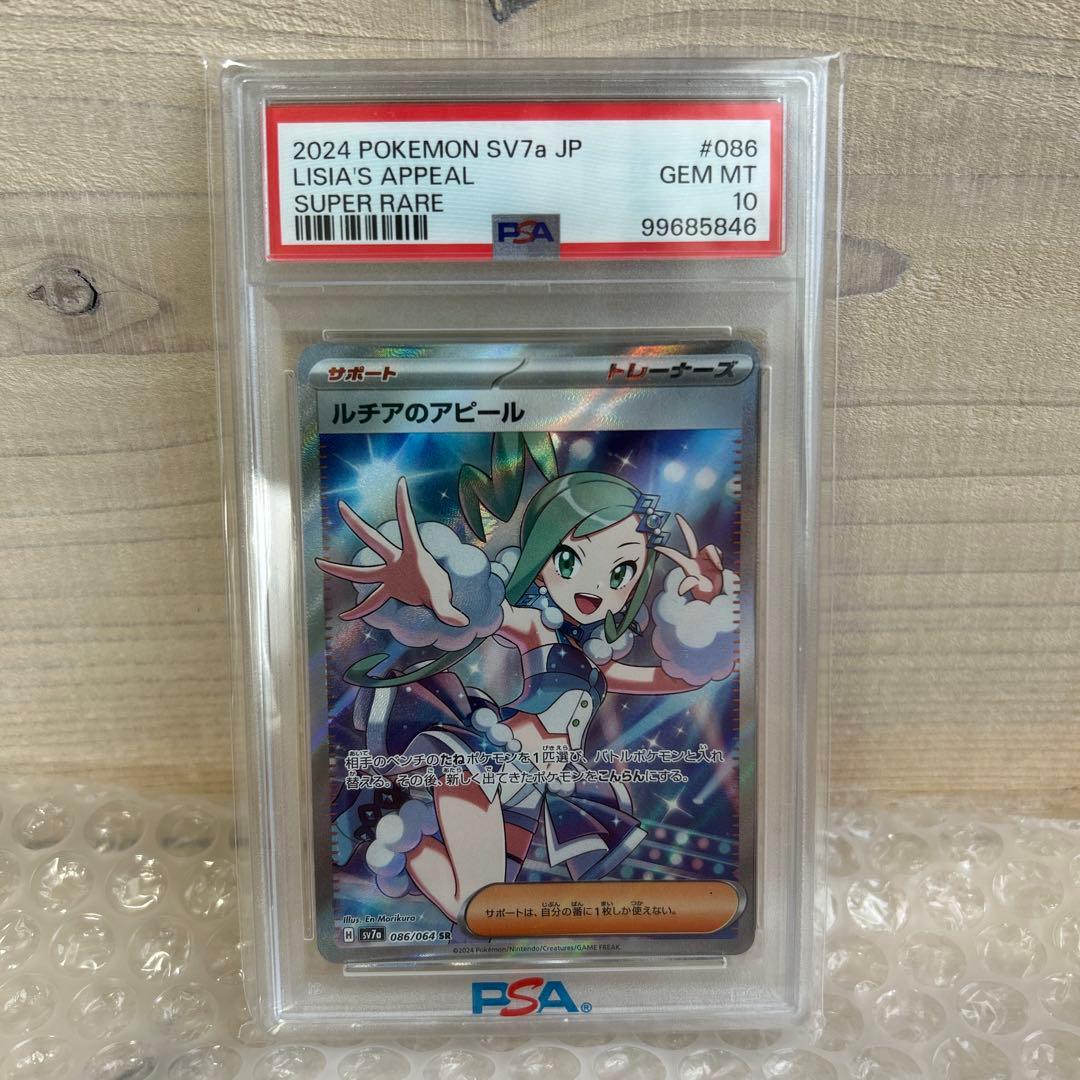 2024 POKEMON SV7a JP #086
LISIA'S APPEAL GEM MT
SUPER RARE 10
PSA 99685846
サポート トレーナーズ
ルチアのアピール
相手のベンチのたねポケモンを1匹選び、バトルポケモンと入れ
替える。その後、新しく出てきたポケモンをこんらんにする。
サポートは、自分の番に1枚しか使えない。
Illus. En Morikura
H SV7a 086/064 SR
©2024 Pokémon/Nintendo/Creatures/GAME FREAK.
PSA®